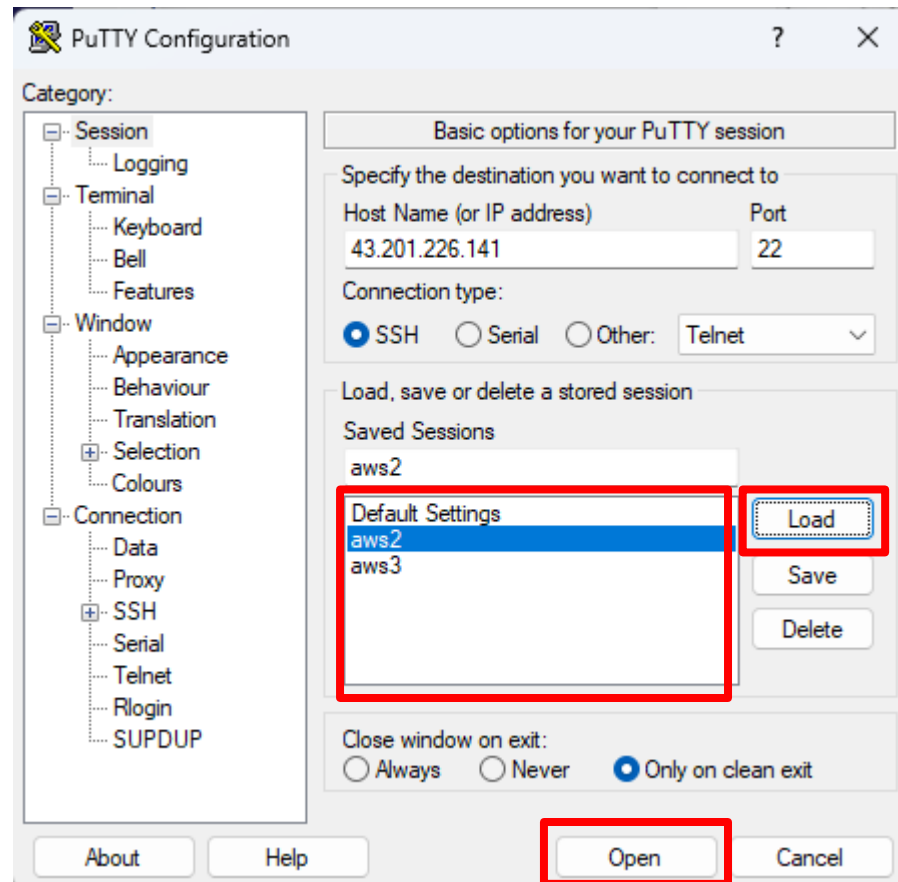 PuTTY Configuration
?
Category:
Session
Logging
Terminal
Keyboard
Bell
Features
Window
Appearance
Behaviour
Translation
Selection
Colours
Connection
Data
Proxy
SSH
Serial
Telnet
Rlogin
SUPDUP
Basic options for your PuTTY session
Specify the destination you want to connect to
Host Name (or IP address) Port
43.201.226.141 22
Connection type:
SSH Serial Other: Telnet
Load, save or delete a stored session
Saved Sessions
aws2
Default Settings
aws2
aws3
Load
Save
Delete
Close window on exit:
Always Never Only on clean exit
About Help Open Cancel